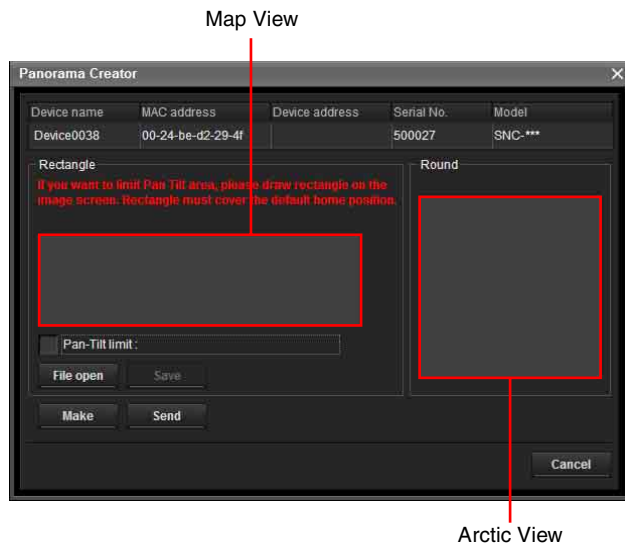 Map View
Panorama Creator
Device name MAC address Device address Serial No. Model
Device0038 00-24-be-d2-29-4f 500027 SNC-***
Rectangle Round
If you want to limit Pan Tilt area, please draw rectangle on the
image screen. Rectangle must cover the default home position.
Pan-Tilt limit :
File open Save
Make Send
Cancel
Arctic View